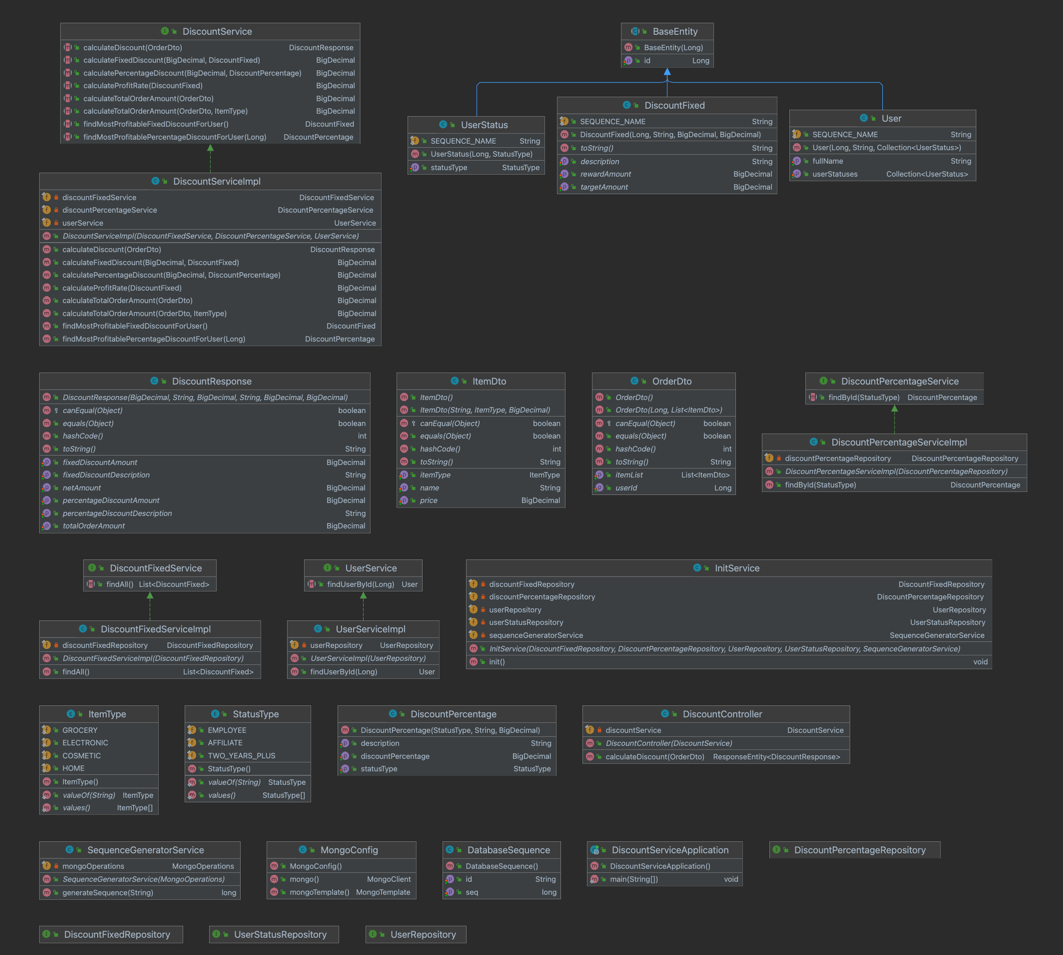 DiscountService
calculateDiscount(OrderDto) DiscountResponse
calculateFixedDiscount(BigDecimal, DiscountFixed) BigDecimal
calculatePercentageDiscount(BigDecimal, DiscountPercentage) BigDecimal
calculateProfitRate(DiscountFixed) BigDecimal
calculateTotalOrderAmount(OrderDto) BigDecimal
calculateTotalOrderAmount(OrderDto, ItemType) BigDecimal
findMostProfitableFixedDiscountForUser() DiscountFixed
findMostProfitablePercentageDiscountForUser(Long) DiscountPercentage
BaseEntity
BaseEntity(Long)
id Long
UserStatus
SEQUENCE_NAME String
UserStatus(Long, StatusType)
statusType StatusType
DiscountFixed
SEQUENCE_NAME String
DiscountFixed(Long, String, BigDecimal, BigDecimal)
toString() String
description String
rewardAmount BigDecimal
targetAmount BigDecimal
User
SEQUENCE_NAME String
User(Long, String, Collection<UserStatus>)
fullName String
userStatuses Collection<UserStatus>
DiscountServiceImpl
discountFixedService DiscountFixedService
discountPercentageService DiscountPercentageService
userService UserService
DiscountServiceImpl(DiscountFixedService, DiscountPercentageService, UserService)
calculateDiscount(OrderDto) DiscountResponse
calculateFixedDiscount(BigDecimal, DiscountFixed) BigDecimal
calculatePercentageDiscount(BigDecimal, DiscountPercentage) BigDecimal
calculateProfitRate(DiscountFixed) BigDecimal
calculateTotalOrderAmount(OrderDto) BigDecimal
calculateTotalOrderAmount(OrderDto, ItemType) BigDecimal
findMostProfitableFixedDiscountForUser() DiscountFixed
findMostProfitablePercentageDiscountForUser(Long) DiscountPercentage
DiscountResponse
DiscountResponse(BigDecimal, String, BigDecimal, String, BigDecimal, BigDecimal)
canEqual(Object) boolean
equals(Object) boolean
hashCode() int
toString() String
fixedDiscountAmount BigDecimal
fixedDiscountDescription String
netAmount BigDecimal
percentageDiscountAmount BigDecimal
percentageDiscountDescription String
totalOrderAmount BigDecimal
ItemDto
ItemDto()
ItemDto(String, ItemType, BigDecimal)
canEqual(Object) boolean
equals(Object) boolean
hashCode() int
toString() String
itemType ItemType
name String
price BigDecimal
OrderDto
OrderDto()
OrderDto(Long, List<ItemDto>)
canEqual(Object) boolean
equals(Object) boolean
hashCode() int
toString() String
itemList List<ItemDto>
userId Long
DiscountPercentageService
findById(StatusType) DiscountPercentage
DiscountPercentageServiceImpl
discountPercentageRepository DiscountPercentageRepository
DiscountPercentageServiceImpl(DiscountPercentageRepository)
findById(StatusType) DiscountPercentage
DiscountFixedService
findAll() List<DiscountFixed>
DiscountFixedServiceImpl
discountFixedRepository DiscountFixedRepository
DiscountFixedServiceImpl(DiscountFixedRepository)
findAll() List<DiscountFixed>
UserService
findUserById(Long) User
UserServiceImpl
userRepository UserRepository
UserServiceImpl(UserRepository)
findUserById(Long) User
InitService
discountFixedRepository DiscountFixedRepository
discountPercentageRepository DiscountPercentageRepository
userRepository UserRepository
userStatusRepository UserStatusRepository
sequenceGeneratorService SequenceGeneratorService
InitService(DiscountFixedRepository, DiscountPercentageRepository, UserRepository, UserStatusRepository, SequenceGeneratorService)
init() void
ItemType
GROCERY
ELECTRONIC
COSMETIC
HOME
ItemType()
valueOf(String) ItemType
values() ItemType[]
StatusType
EMPLOYEE
AFFILIATE
TWO_YEARS_PLUS
StatusType()
valueOf(String) StatusType
values() StatusType[]
DiscountPercentage
DiscountPercentage(StatusType, String, BigDecimal)
description String
discountPercentage BigDecimal
statusType StatusType
DiscountController
discountService DiscountService
DiscountController(DiscountService)
calculateDiscount(OrderDto) ResponseEntity<DiscountResponse>
SequenceGeneratorService
mongoOperations MongoOperations
SequenceGeneratorService(MongoOperations)
generateSequence(String) long
MongoConfig
MongoConfig()
mongo() MongoClient
mongoTemplate() MongoTemplate
DatabaseSequence
DatabaseSequence()
id String
seq long
DiscountServiceApplication
DiscountServiceApplication()
main(String[]) void
DiscountPercentageRepository
DiscountFixedRepository
UserStatusRepository
UserRepository